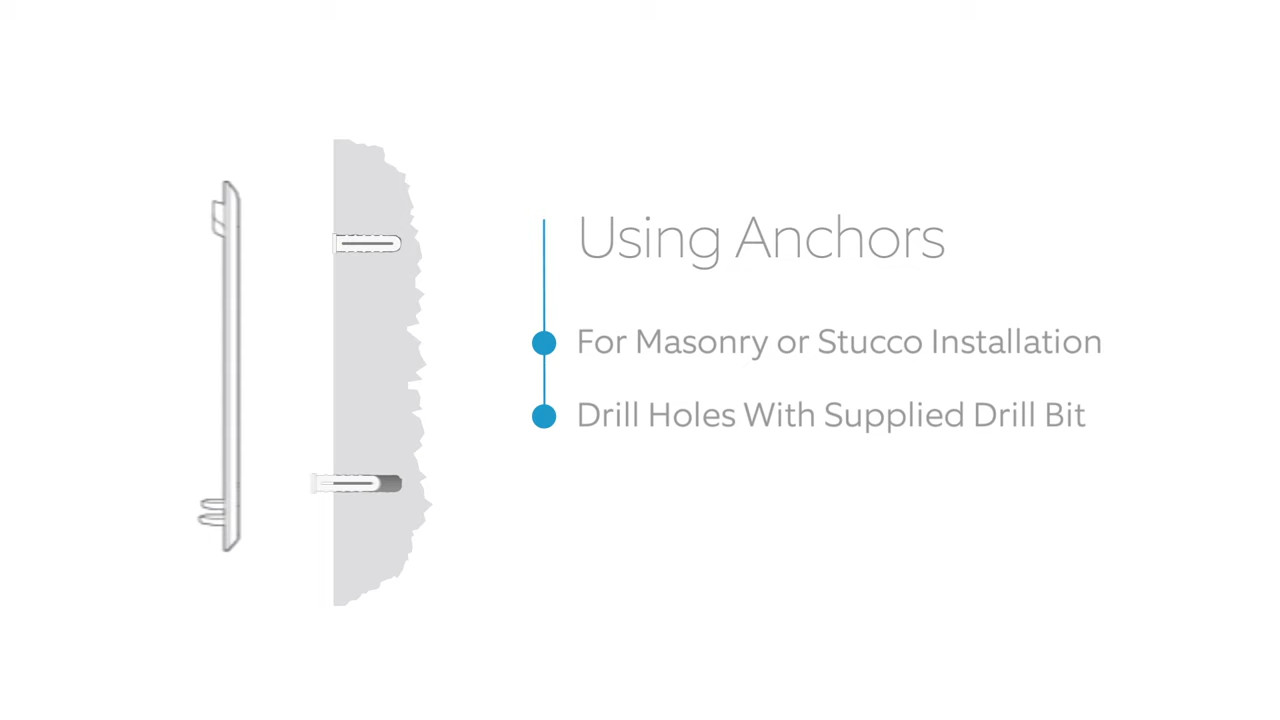 Using Anchors
For Masonry or Stucco Installation
Drill Holes With Supplied Drill Bit